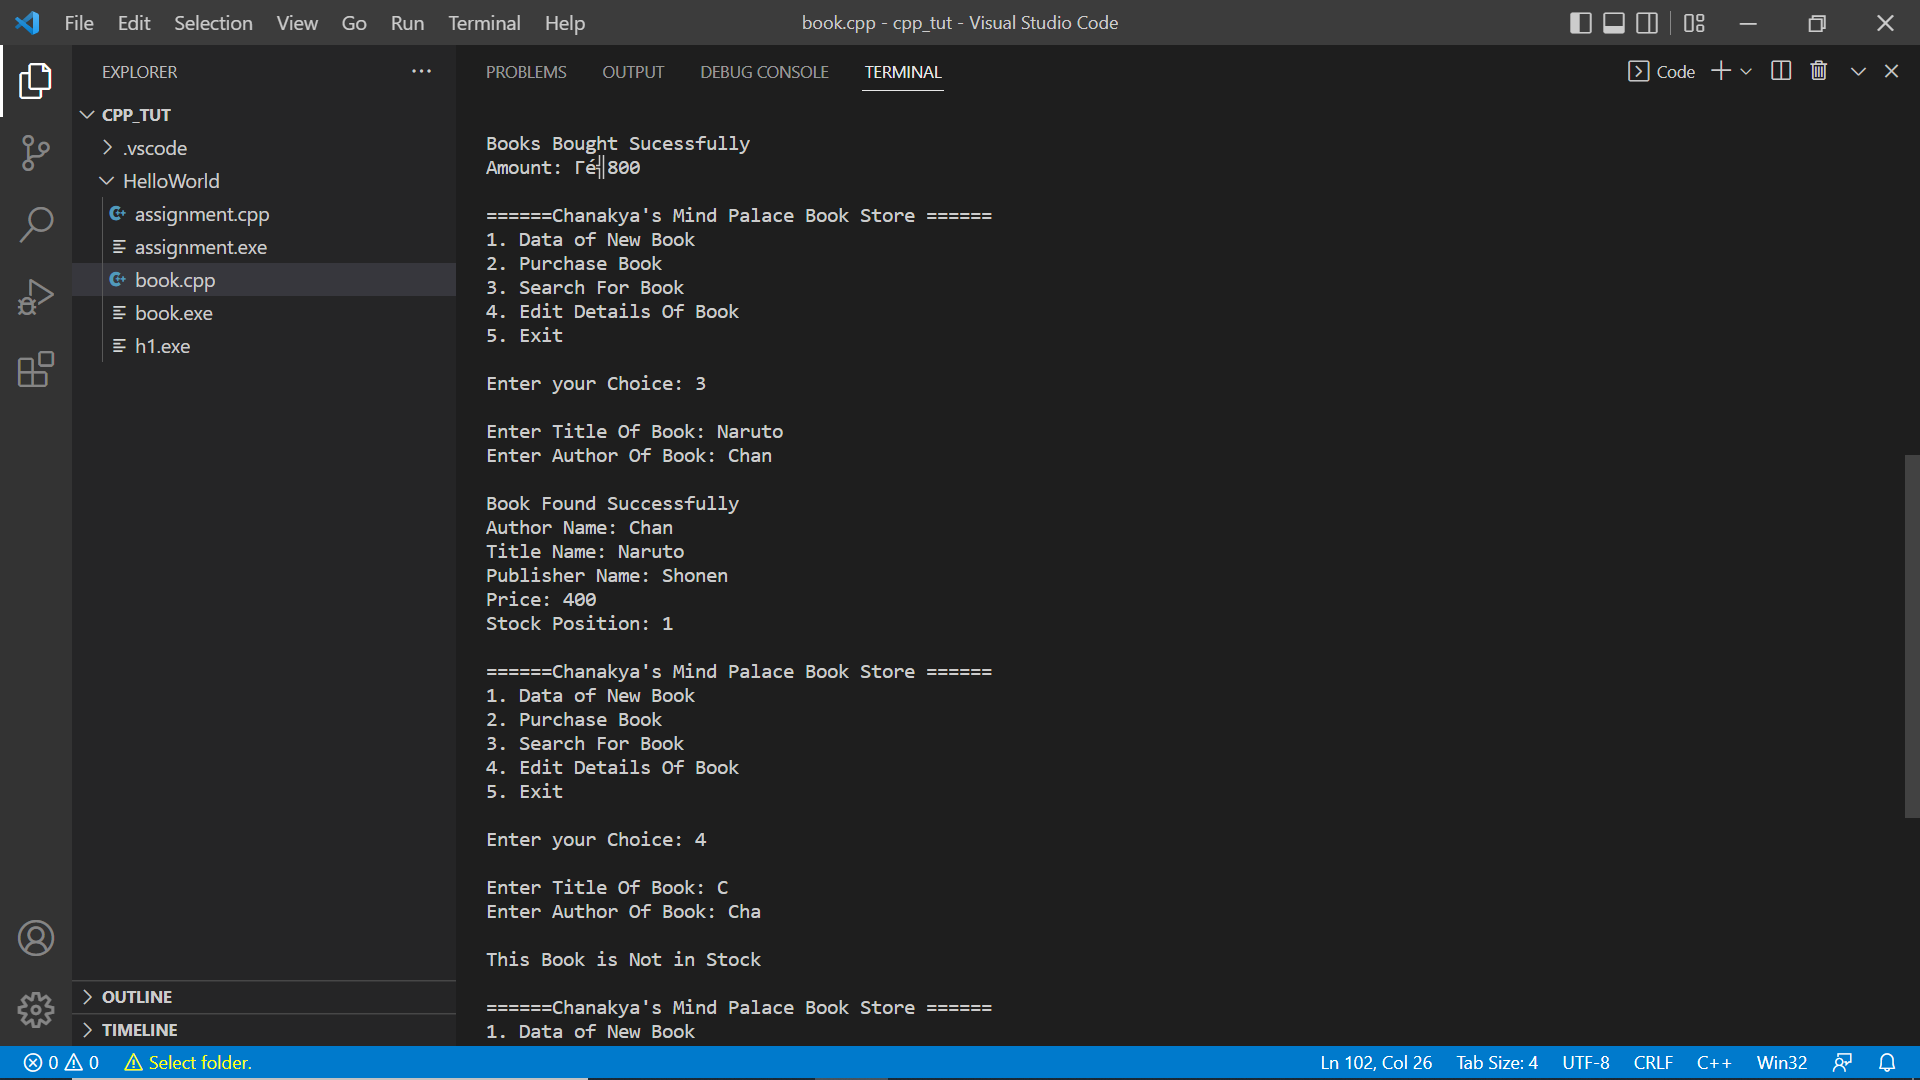 File Edit Selection View Go Run Terminal Help
book.cpp - cpp_tut - Visual Studio Code
EXPLORER
CPP_TUT
.vscode
HelloWorld
assignment.cpp
assignment.exe
book.cpp
book.exe
h1.exe
OUTLINE
TIMELINE
PROBLEMS OUTPUT DEBUG CONSOLE TERMINAL
Code
Books Bought Sucessfully
Amount: Γé╣800
======Chanakya's Mind Palace Book Store ======
1. Data of New Book
2. Purchase Book
3. Search For Book
4. Edit Details Of Book
5. Exit
Enter your Choice: 3
Enter Title Of Book: Naruto
Enter Author Of Book: Chan
Book Found Successfully
Author Name: Chan
Title Name: Naruto
Publisher Name: Shonen
Price: 400
Stock Position: 1
======Chanakya's Mind Palace Book Store ======
1. Data of New Book
2. Purchase Book
3. Search For Book
4. Edit Details Of Book
5. Exit
Enter your Choice: 4
Enter Title Of Book: C
Enter Author Of Book: Cha
This Book is Not in Stock
======Chanakya's Mind Palace Book Store ======
1. Data of New Book
0 0 Select folder.
Ln 102, Col 26 Tab Size: 4 UTF-8 CRLF C++ Win32